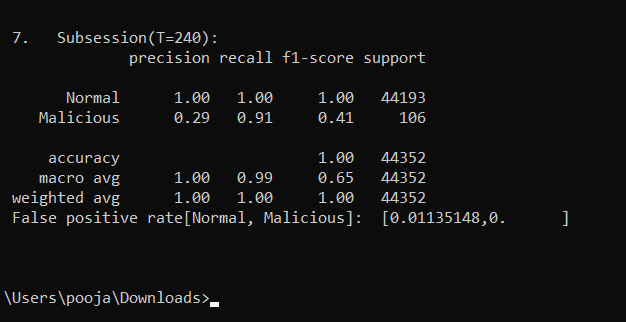 7. Subsession(T=240):
precision recall f1-score support
Normal 1.00 1.00 1.00 44193
Malicious 0.29 0.91 0.41 106
accuracy 1.00 44352
macro avg 1.00 0.99 0.65 44352
weighted avg 1.00 1.00 1.00 44352
False positive rate[Normal, Malicious]: [0.01135148,0. ]
\Users\pooja\Downloads>